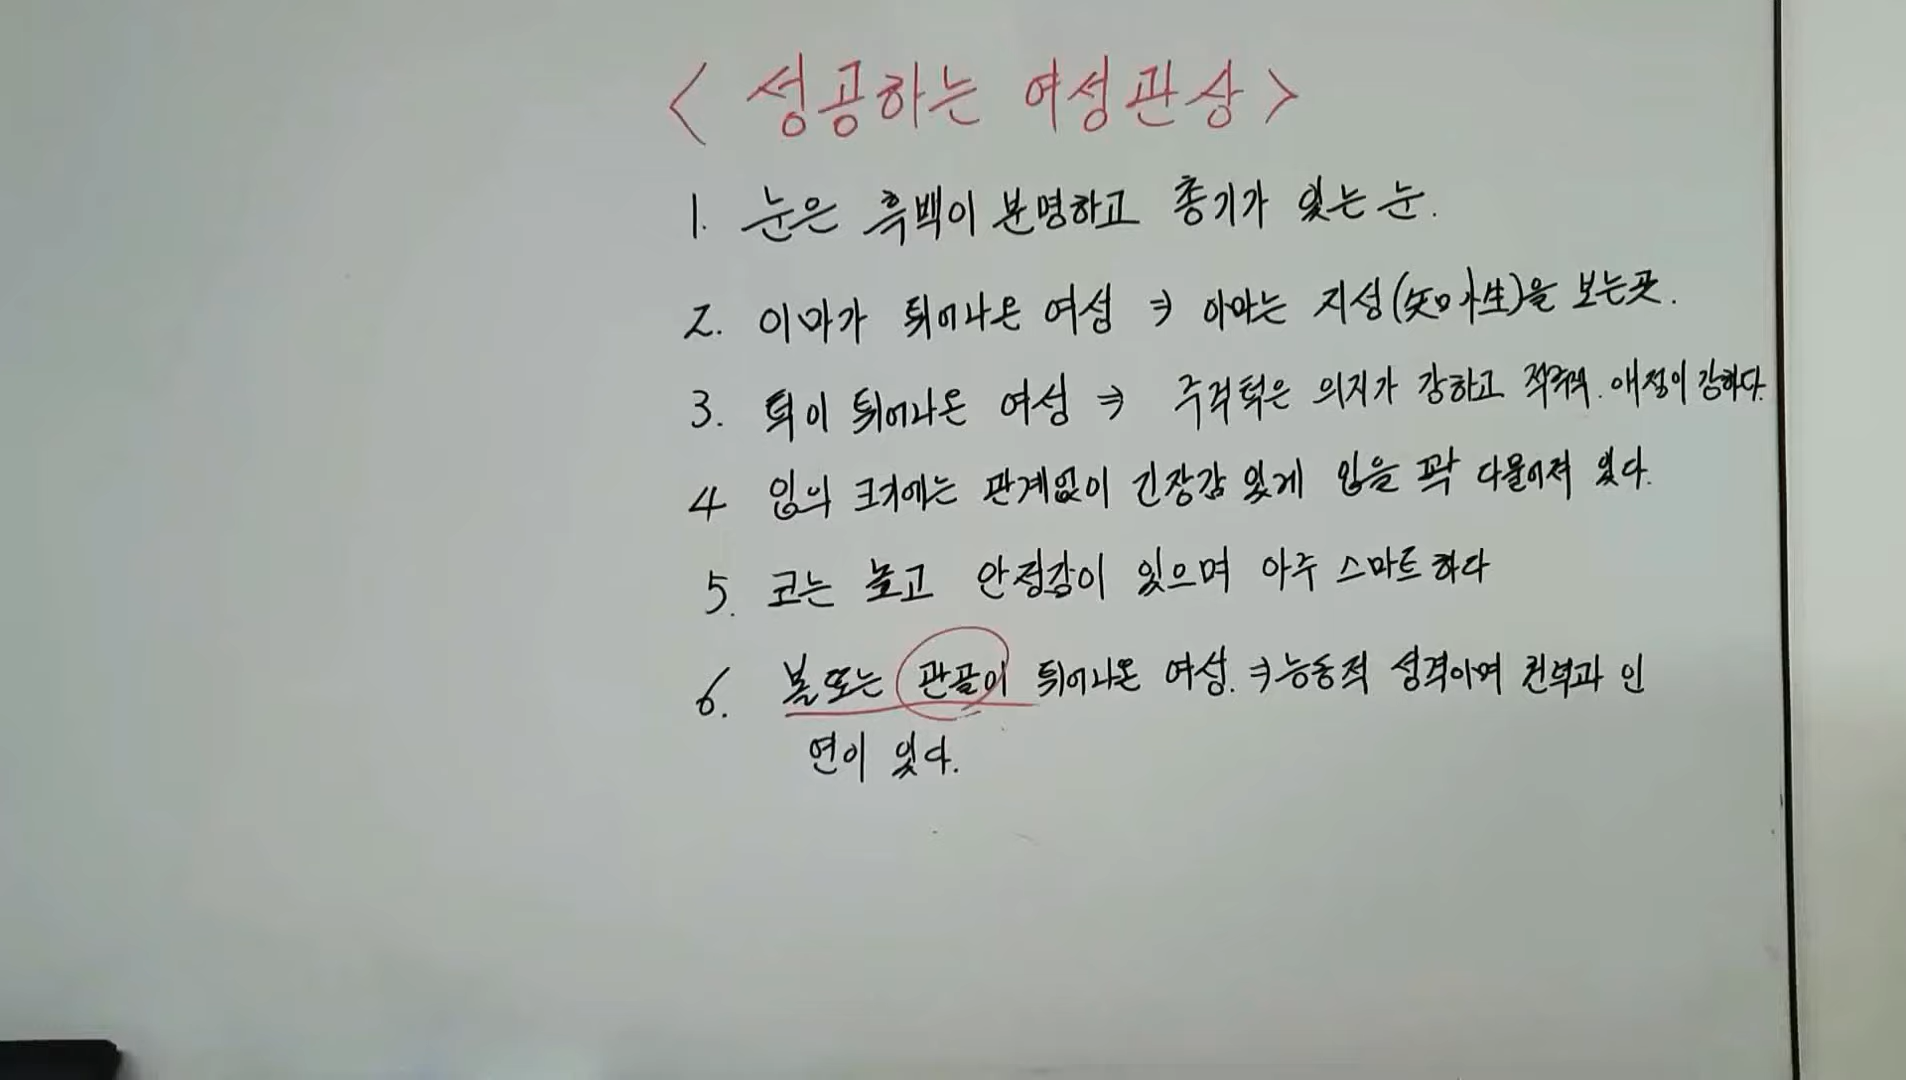 < 성공하는 여성관상 >
1. 눈은 흑백이 분명하고 총기가 있는 눈.
2. 이마가 튀어나온 여성 ⇒ 이마는 지성(知性)을 보는곳.
3. 턱이 튀어나온 여성 ⇒ 주걱턱은 의지가 강하고 적극적. 애정이 강하다.
4 입의 크기에는 관계없이 긴장감 있게 입을 꽉 다물어져 있다.
5. 코는 높고 안정감이 있으며 아주 스마트하다
6. 볼또는 관골이 튀어나온 여성. ⇒ 능동적 성격이며 권력과 인
연이 있다.